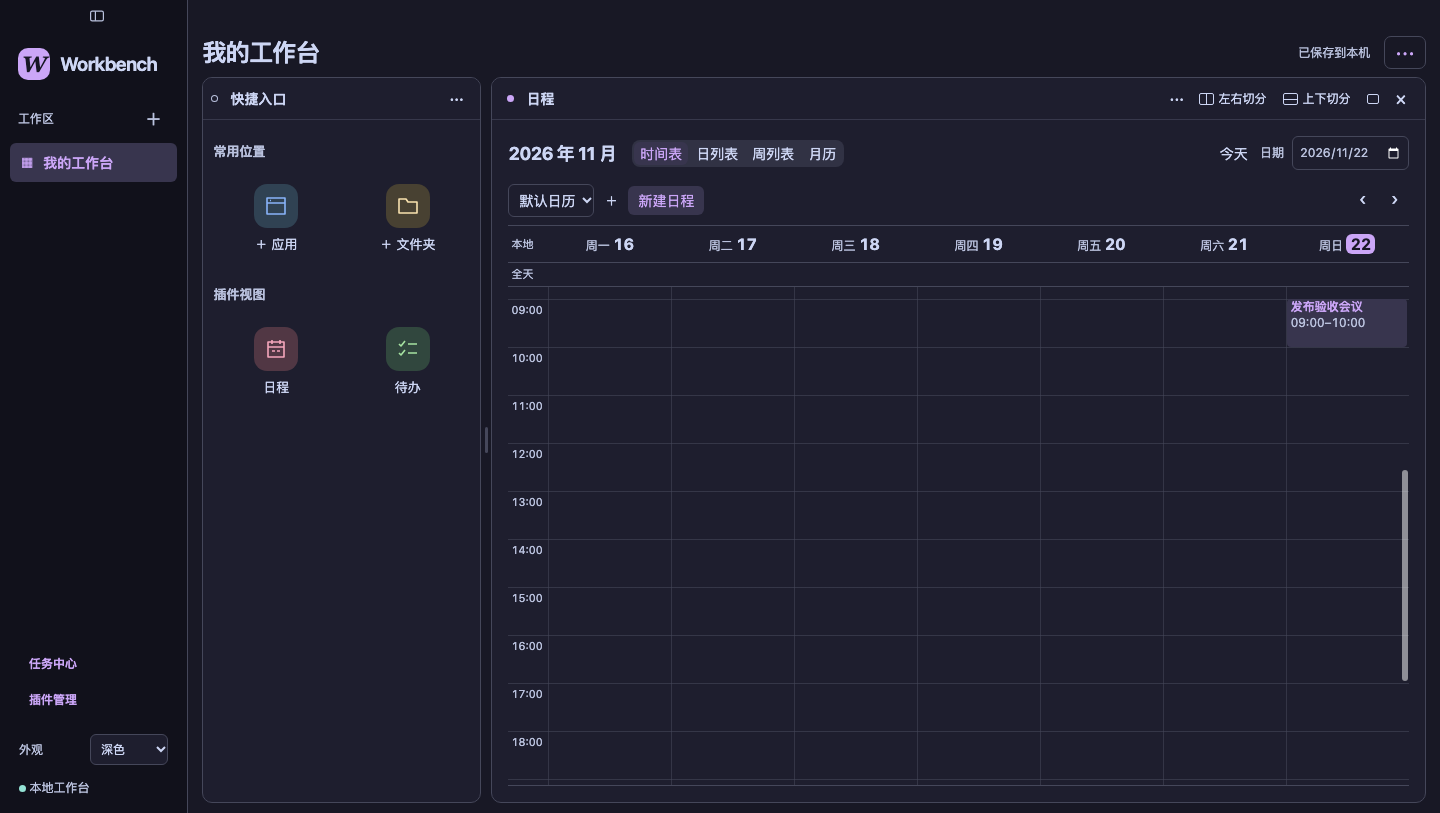 W Workbench
工作区 +
我的工作台
任务中心
插件管理
外观 深色
本地工作台
我的工作台
已保存到本机 ...
快捷入口 ...
常用位置
+ 应用 + 文件夹
插件视图
日程 待办
日程 ... 左右切分 上下切分 ×
2026 年 11 月 时间表 日列表 周列表 月历 今天 日期 2026/11/22
默认日历 + 新建日程 ‹ ›
本地 周一 16 周二 17 周三 18 周四 19 周五 20 周六 21 周日 22
全天
09:00
发布验收会议
09:00–10:00
10:00
11:00
12:00
13:00
14:00
15:00
16:00
17:00
18:00